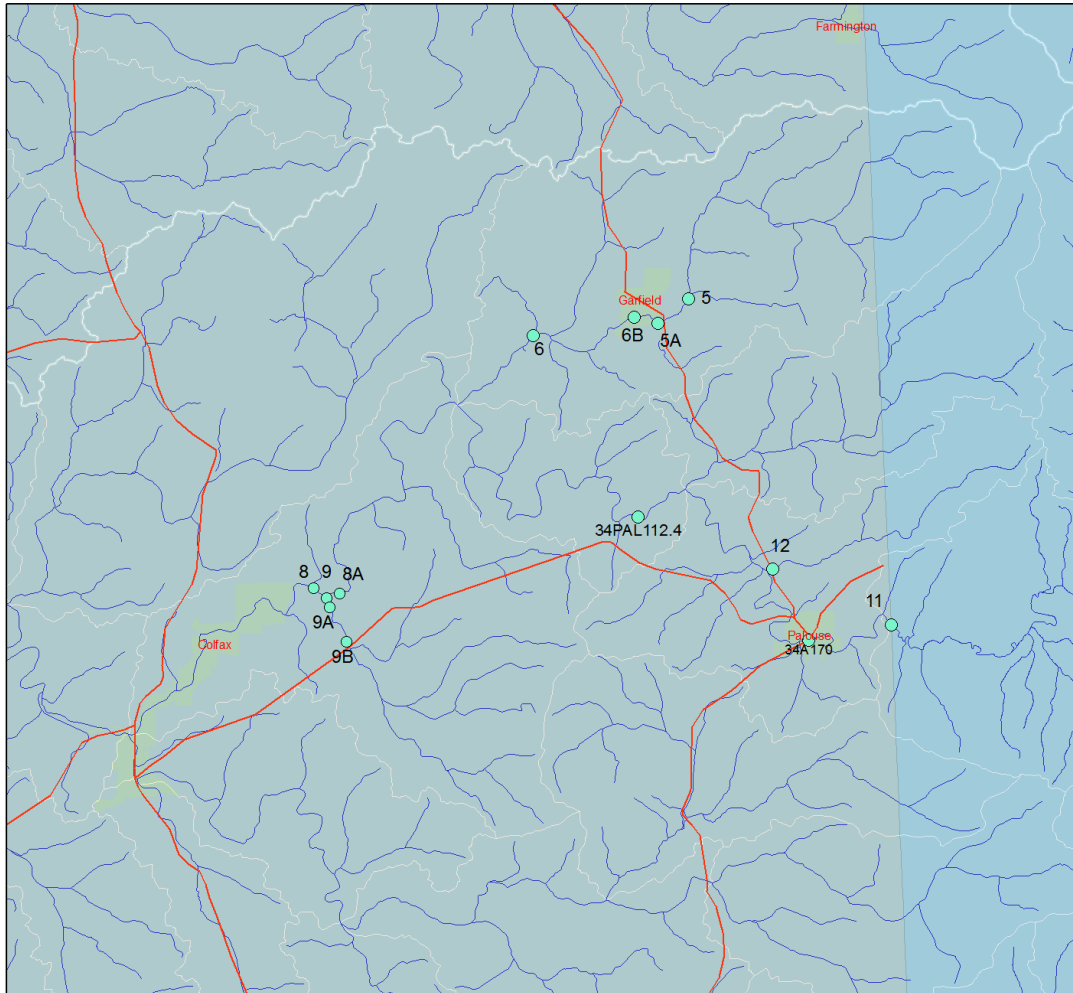 Farmington
Garfield
5
6B
5A
6
34PAL112.4
12
8
9
8A
9A
11
Colfax
9B
Palouse
34A170